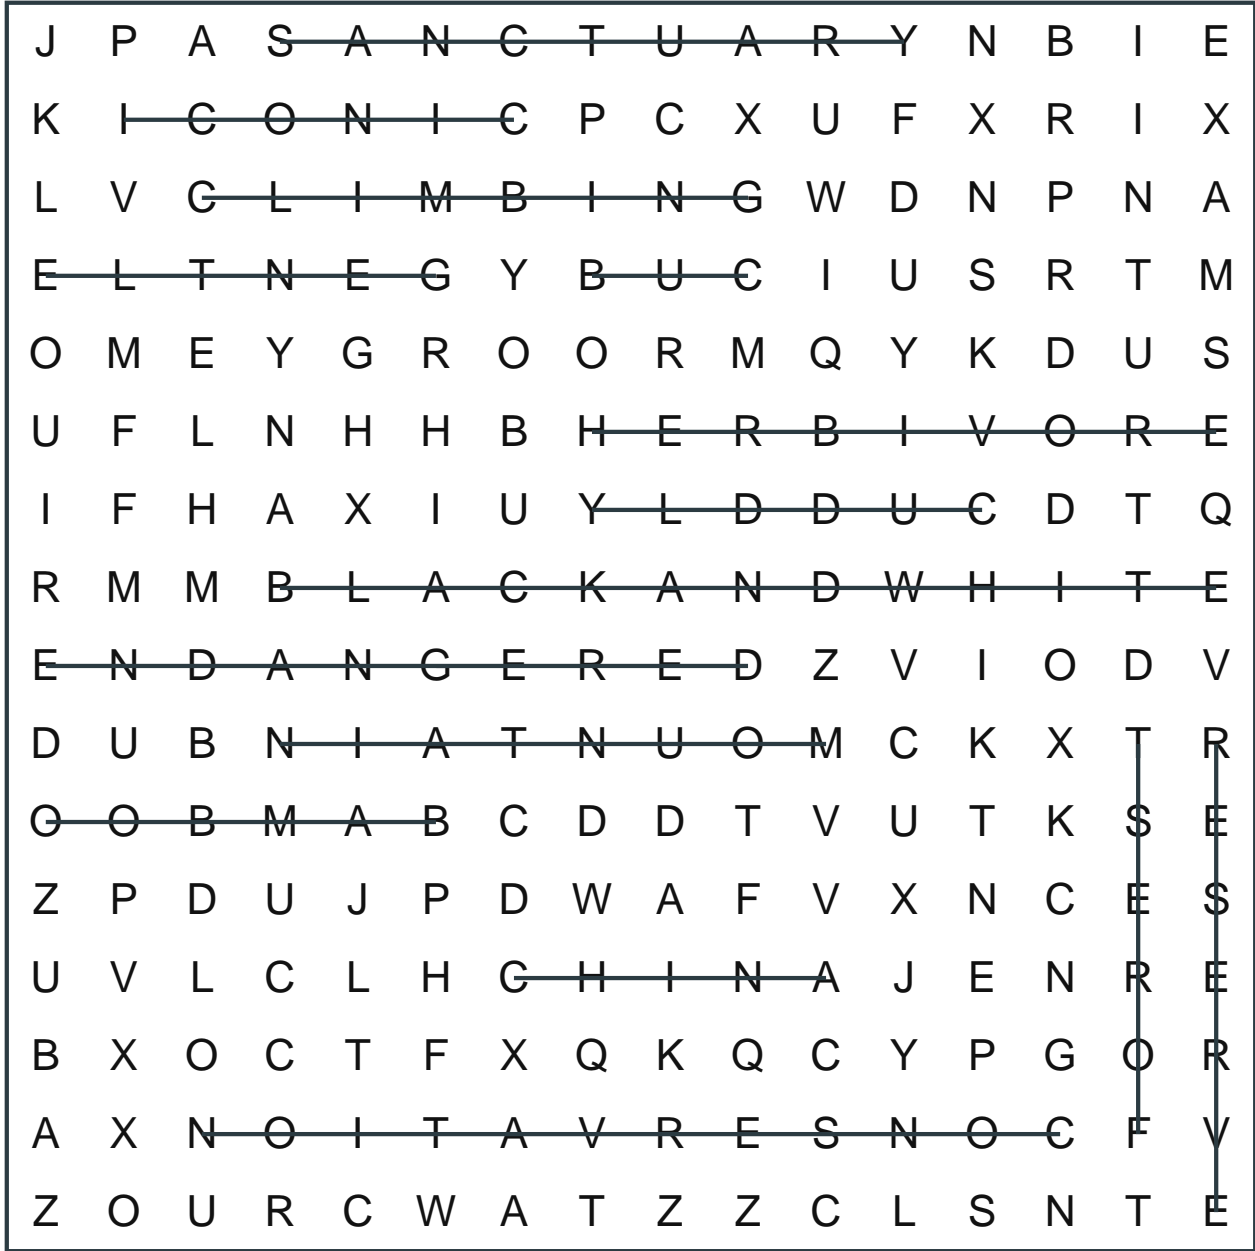 J P A S A N C T U A R Y N B I E
K I C O N I C P C X U F X R I X
L V C L I M B I N G W D N P N A
E L T N E G Y B U C I U S R T M
O M E Y G R O O R M Q Y K D U S
U F L N H H B H E R B I V O R E
I F H A X I U Y L D D U C D T Q
R M M B L A C K A N D W H I T E
E N D A N G E R E D Z V I O D V
D U B N I A T N U O M C K X T R
O O B M A B C D D T V U T K S E
Z P D U J P D W A F V X N C E S
U V L C L H C H I N A J E N R E
B X O C T F X Q K Q C Y P G O R
A X N O I T A V R E S N O C F V
Z O U R C W A T Z Z C L S N T E